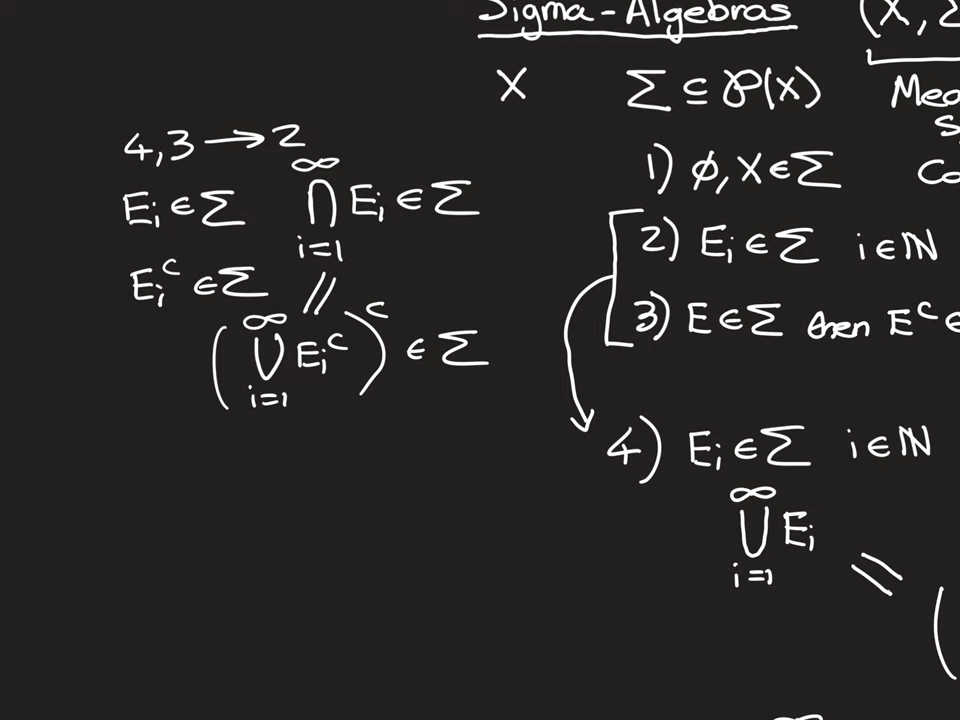 Sigma-Algebras (X, Σ
X Σ ⊆ ℘(X)
1) φ, X ∈ Σ
2) Eᵢ ∈ Σ i ∈ ℕ
3) E ∈ Σ then Eᶜ ∈
4) Eᵢ ∈ Σ i ∈ ℕ
∞
⋃ Eᵢ
i=1
=
(
4,3 → 2
Eᵢ ∈ Σ ∞ ⋂ i=1 Eᵢ ∈ Σ
Eᵢᶜ ∈ Σ //
( ∞ ⋃ i=1 Eᵢᶜ )ᶜ ∈ Σ